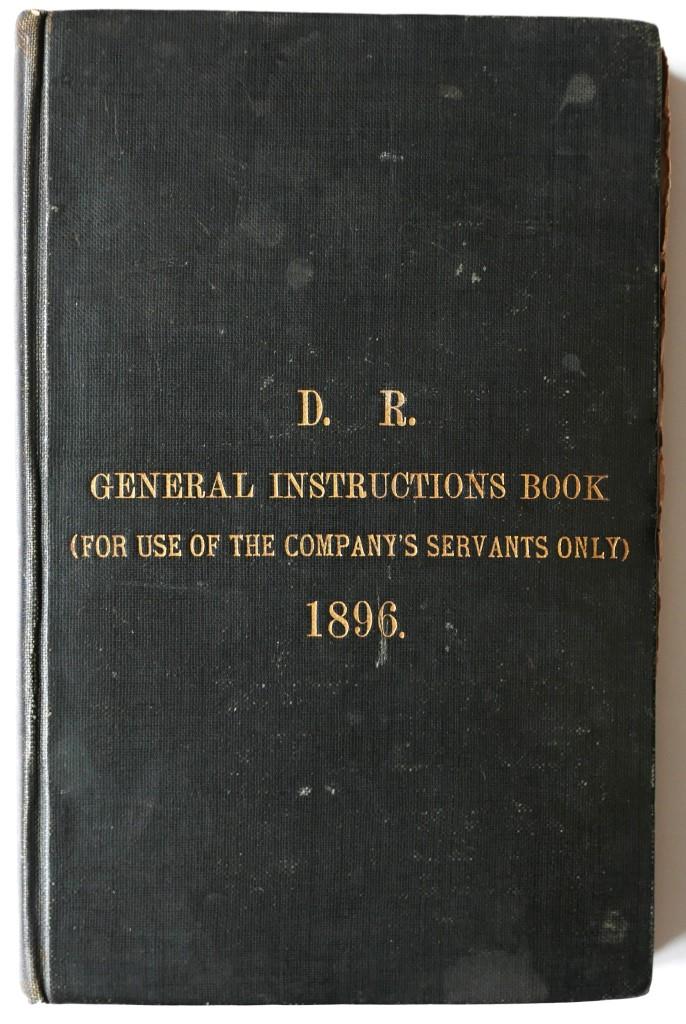 D. R.
GENERAL INSTRUCTIONS BOOK
(FOR USE OF THE COMPANY'S SERVANTS ONLY)
1896.